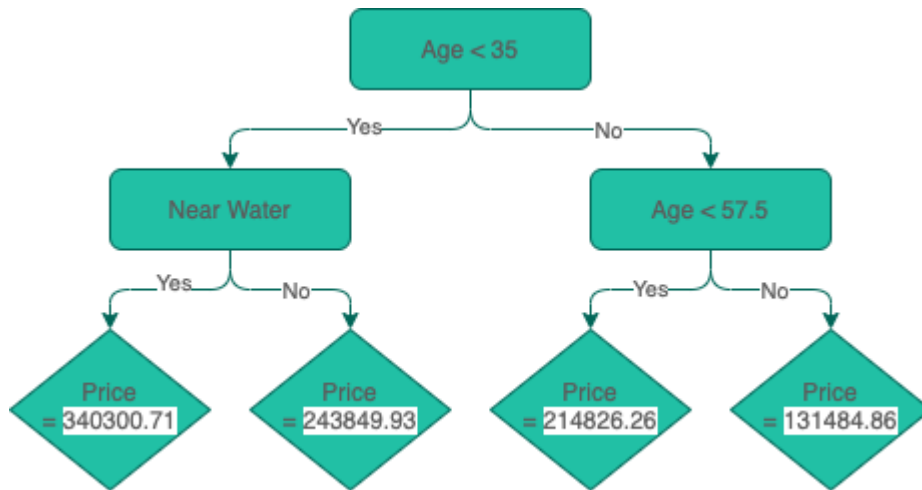 Age < 35
Yes
No
Near Water
Age < 57.5
Yes
No
Yes
No
Price
= 340300.71
Price
= 243849.93
Price
= 214826.26
Price
= 131484.86